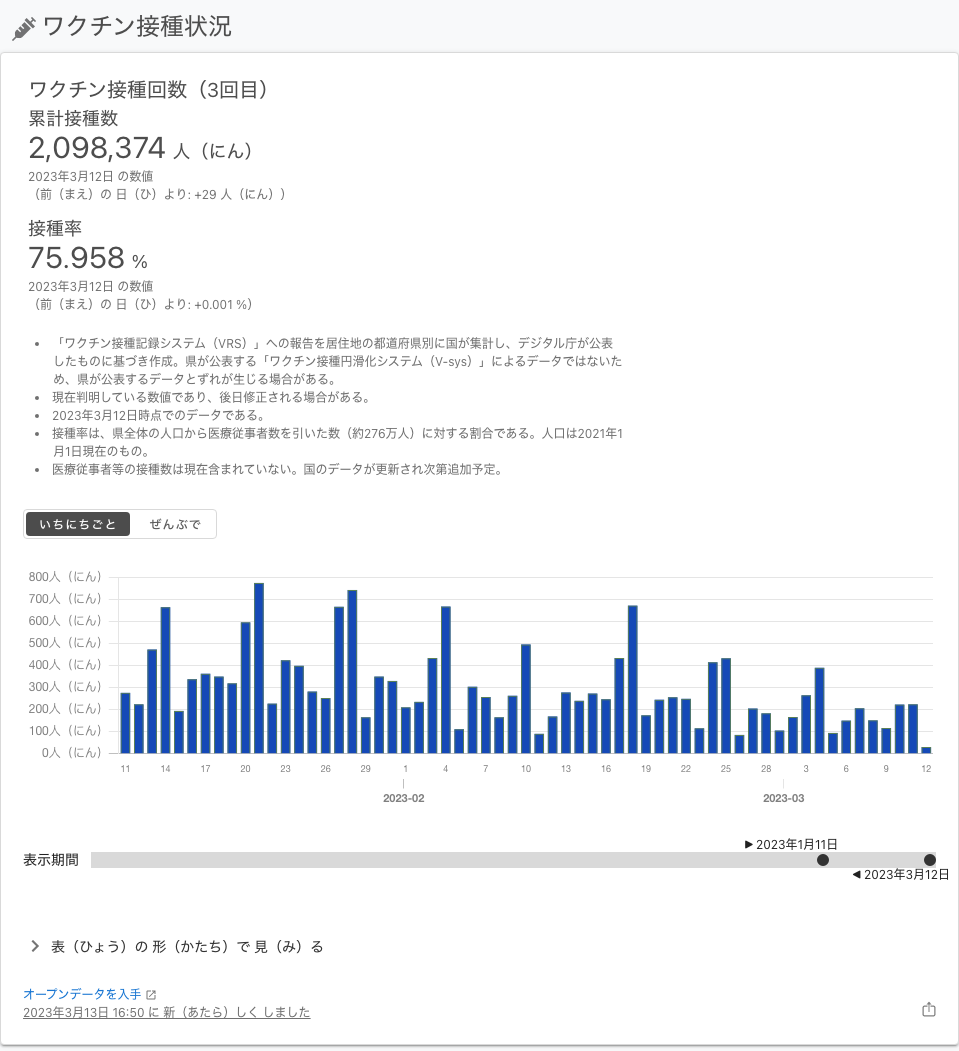 ワクチン接種状況
ワクチン接種回数（3回目）
累計接種数
2,098,374 人（にん）
2023年3月12日 の数値
（前（まえ）の 日（ひ）より: +29 人（にん））
接種率
75.958 %
2023年3月12日 の数値
（前（まえ）の 日（ひ）より: +0.001 %）
• 「ワクチン接種記録システム（VRS）」への報告を居住地の都道府県別に国が集計し、デジタル庁が公表
したものに基づき作成。県が公表する「ワクチン接種円滑化システム（V-sys）」によるデータではないた
め、県が公表するデータとずれが生じる場合がある。
• 現在判明している数値であり、後日修正される場合がある。
• 2023年3月12日時点でのデータである。
• 接種率は、県全体の人口から医療従事者数を引いた数（約276万人）に対する割合である。人口は2021年1
月1日現在のもの。
• 医療従事者等の接種数は現在含まれていない。国のデータが更新され次第追加予定。
いちにちごと ぜんぶで
800人（にん）
700人（にん）
600人（にん）
500人（にん）
400人（にん）
300人（にん）
200人（にん）
100人（にん）
0人（にん）
11 14 17 20 23 26 29 1 4 7 10 13 16 19 22 25 28 3 6 9 12
2023-02 2023-03
▶ 2023年1月11日
表示期間
◀ 2023年3月12日
表（ひょう）の 形（かたち）で 見（み）る
オープンデータを入手
2023年3月13日 16:50 に 新（あたら）しく しました